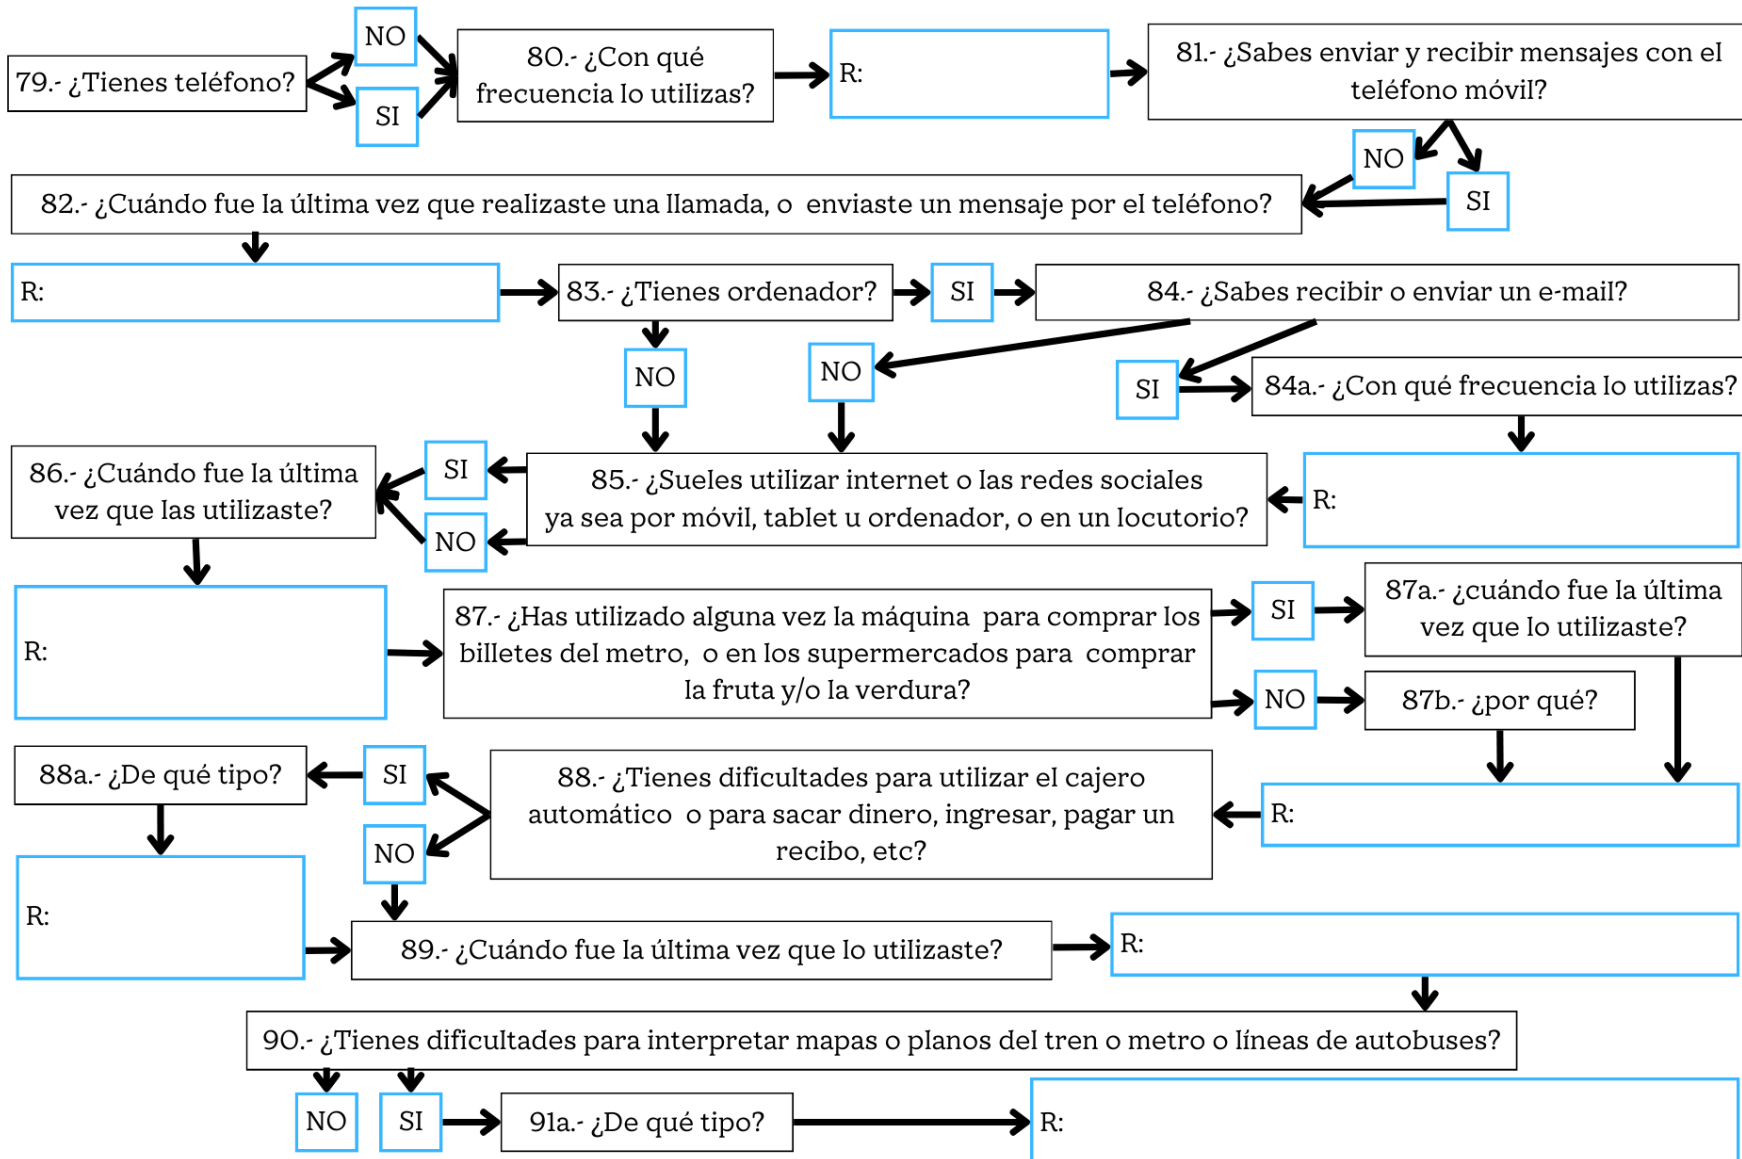 79.- ¿Tienes teléfono?
NO
SI
80.- ¿Con qué
frecuencia lo utilizas?
R:
81.- ¿Sabes enviar y recibir mensajes con el
teléfono móvil?
NO
SI
82.- ¿Cuándo fue la última vez que realizaste una llamada, o enviaste un mensaje por el teléfono?
R:
83.- ¿Tienes ordenador?
SI
84.- ¿Sabes recibir o enviar un e-mail?
NO
NO
SI
84a.- ¿Con qué frecuencia lo utilizas?
R:
85.- ¿Sueles utilizar internet o las redes sociales
ya sea por móvil, tablet u ordenador, o en un locutorio?
SI
NO
86.- ¿Cuándo fue la última
vez que las utilizaste?
R:
87.- ¿Has utilizado alguna vez la máquina para comprar los
billetes del metro, o en los supermercados para comprar
la fruta y/o la verdura?
SI
87a.- ¿cuándo fue la última
vez que lo utilizaste?
NO
87b.- ¿por qué?
R:
88.- ¿Tienes dificultades para utilizar el cajero
automático o para sacar dinero, ingresar, pagar un
recibo, etc?
SI
88a.- ¿De qué tipo?
NO
R:
89.- ¿Cuándo fue la última vez que lo utilizaste?
R:
90.- ¿Tienes dificultades para interpretar mapas o planos del tren o metro o líneas de autobuses?
NO
SI
91a.- ¿De qué tipo?
R: